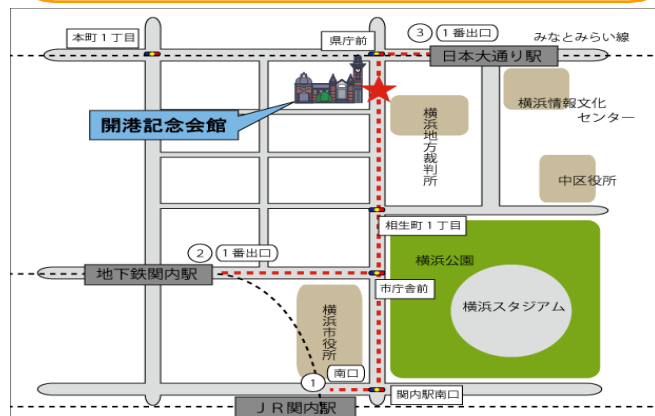 本町1丁目
県庁前
③
1番出口
みなとみらい線
日本大通り駅
開港記念会館
横浜地方裁判所
横浜情報文化
センター
中区役所
相生町1丁目
②
1番出口
地下鉄関内駅
市庁舎前
横浜公園
横浜スタジアム
横浜市役所
①
南口
関内駅南口
JR関内駅